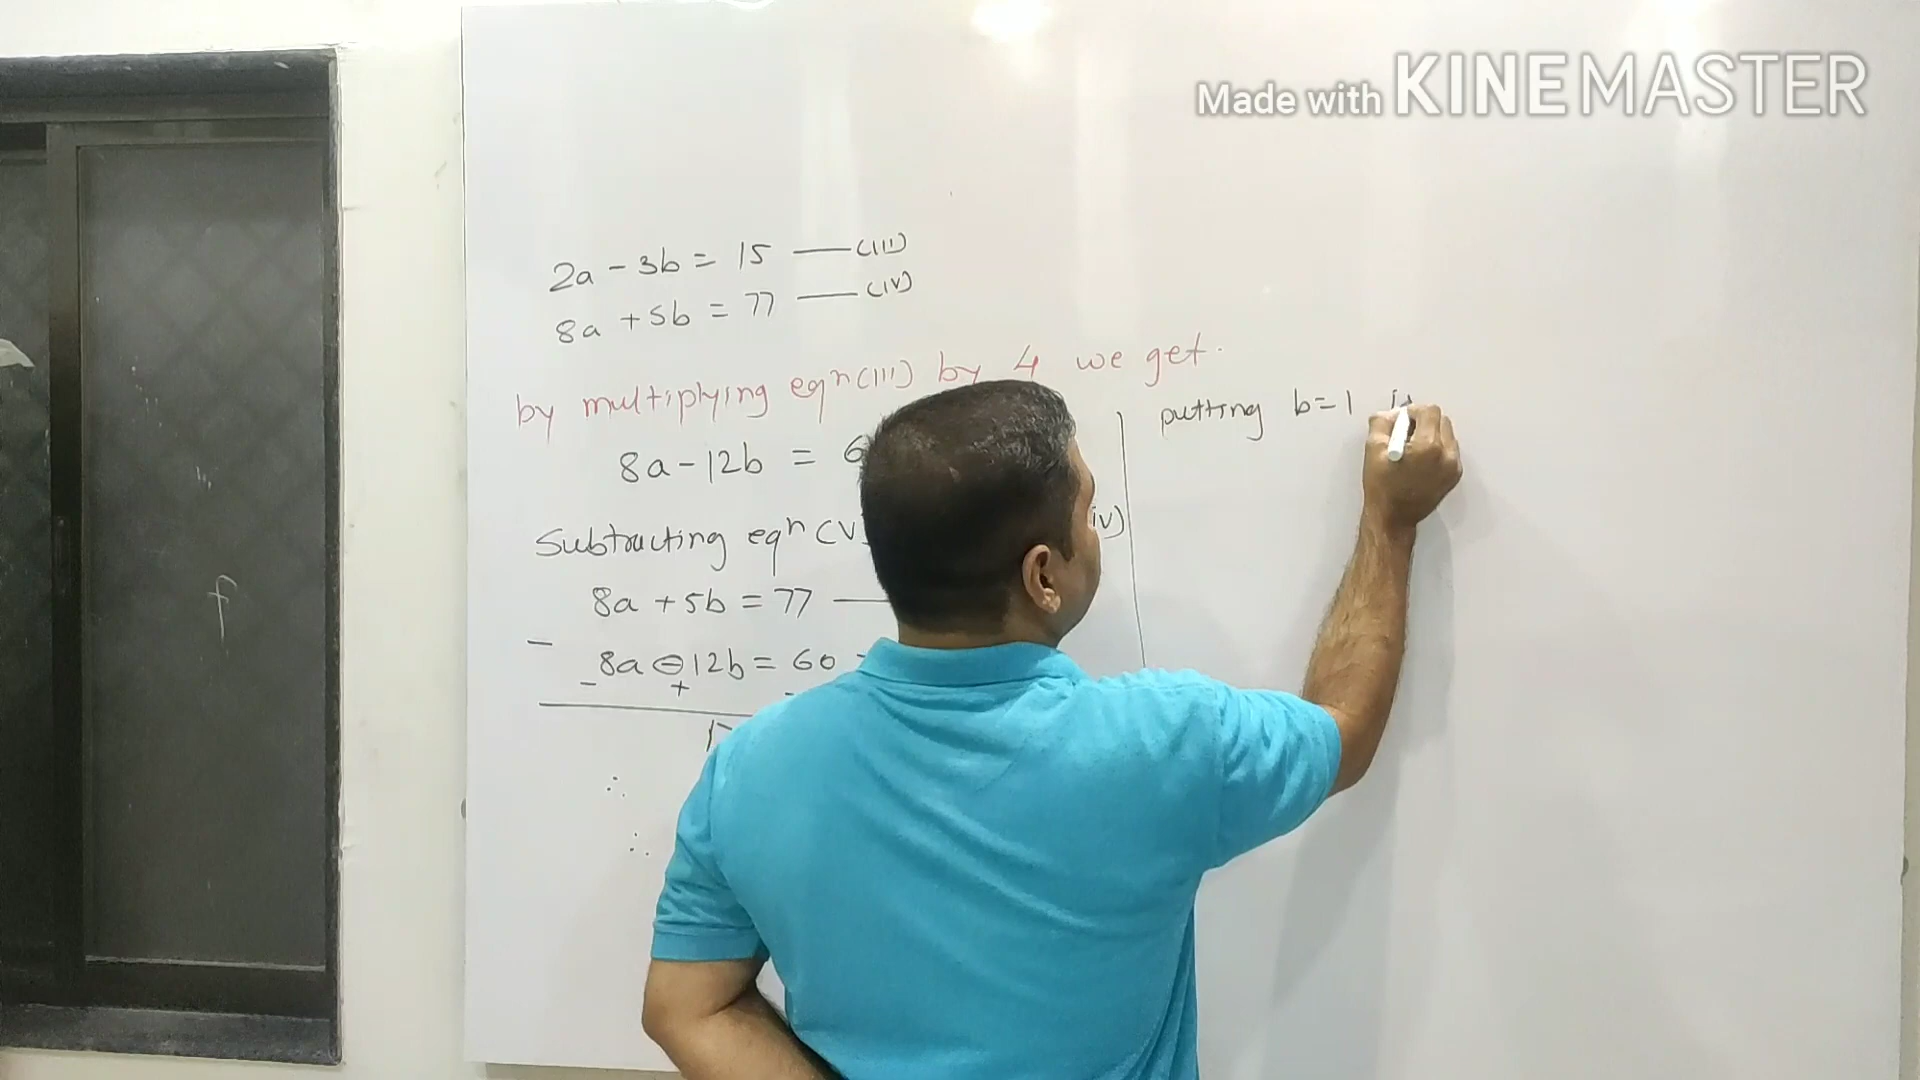 Made with KINEMASTER
2a - 3b = 15 —— (III)
8a + 5b = 77 —— (IV)
by multiplying eqn (III) by 4 we get.
8a - 12b = 6
Subtracting eqn (V) iv)
8a + 5b = 77 ——
- 8a ⊖ 12b = 60 -
- + -
∴
∴
putting b = 1
f